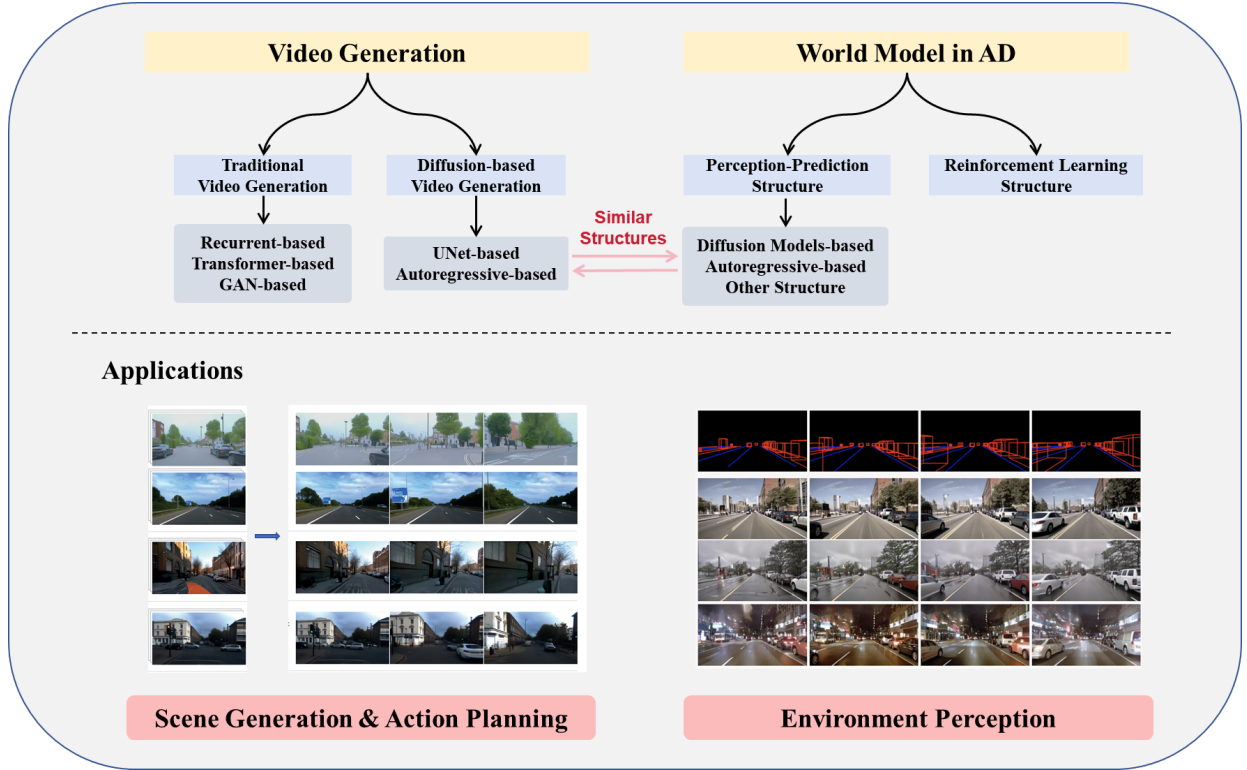 Video Generation
World Model in AD
Traditional
Video Generation
Diffusion-based
Video Generation
Perception-Prediction
Structure
Reinforcement Learning
Structure
Recurrent-based
Transformer-based
GAN-based
UNet-based
Autoregressive-based
Similar
Structures
Diffusion Models-based
Autoregressive-based
Other Structure
Applications
Scene Generation & Action Planning
Environment Perception